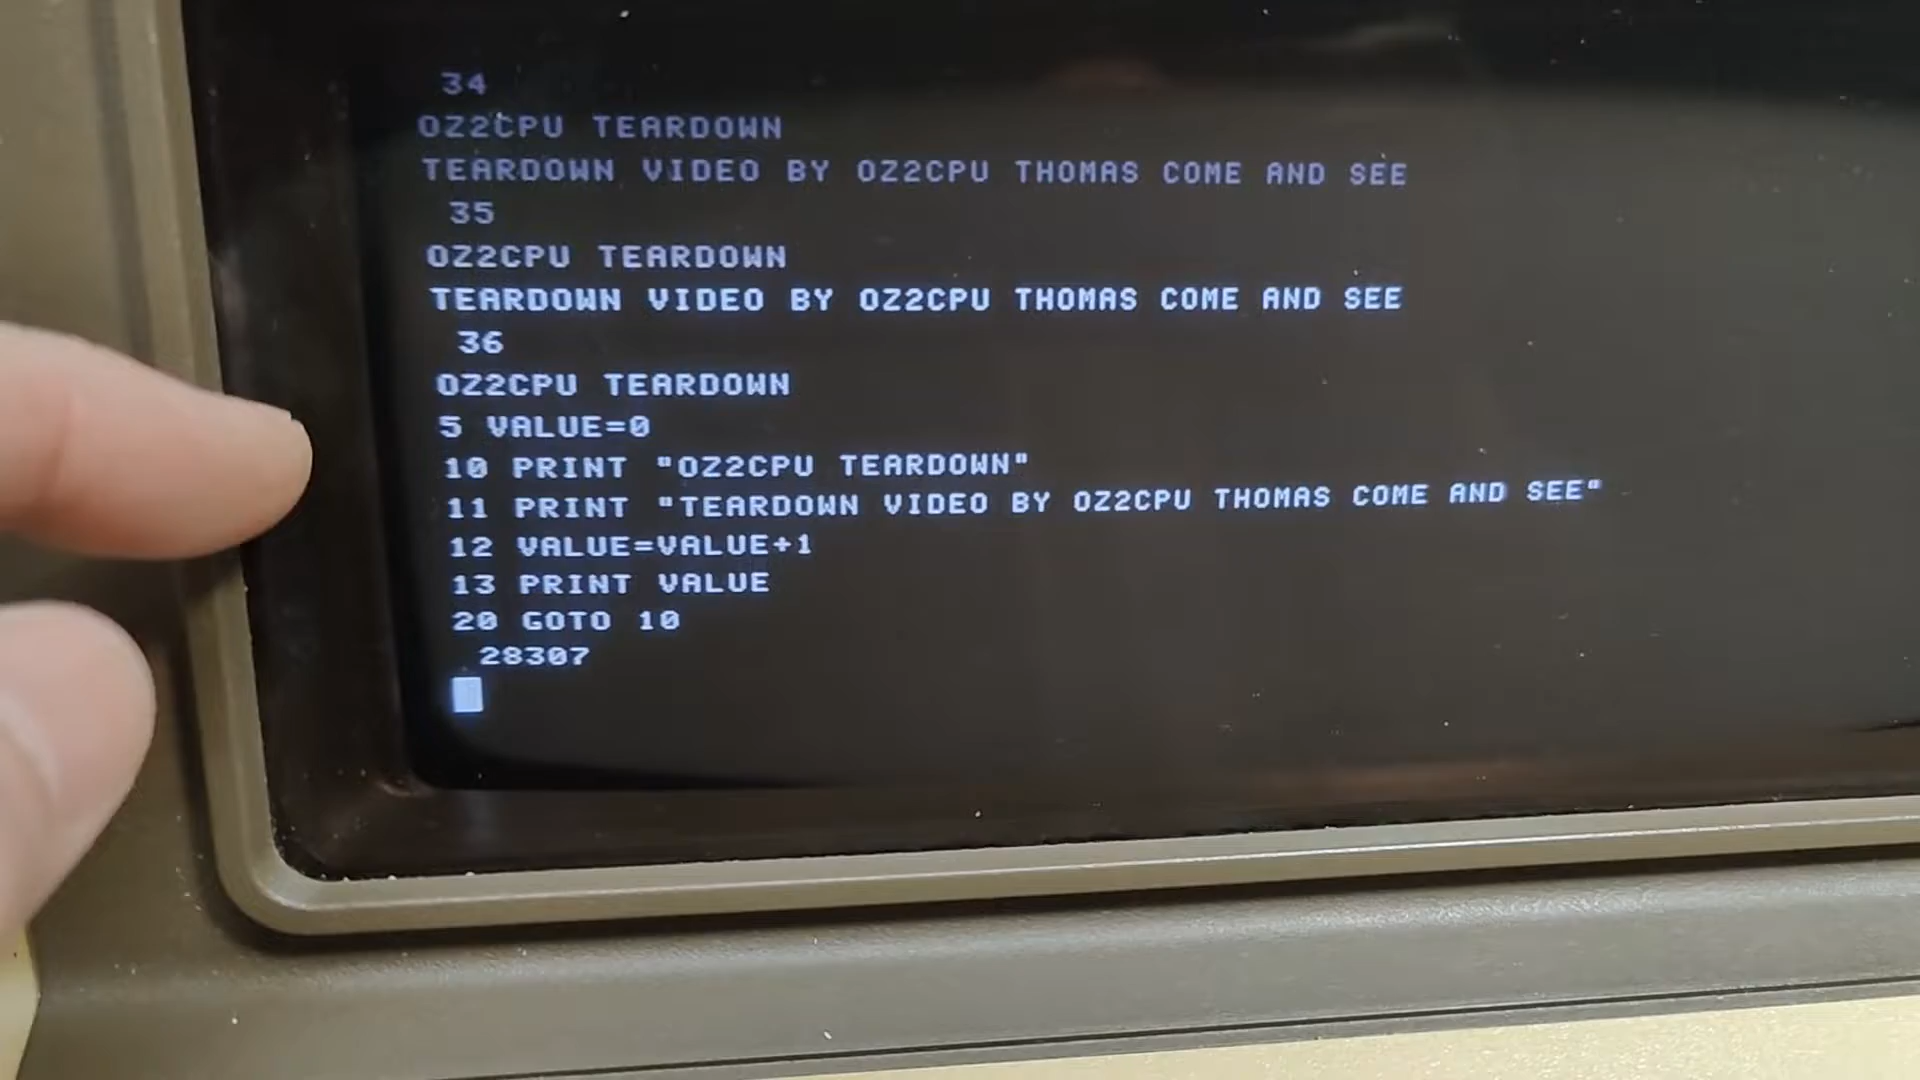 34
OZ2CPU TEARDOWN
TEARDOWN VIDEO BY OZ2CPU THOMAS COME AND SEE
35
OZ2CPU TEARDOWN
TEARDOWN VIDEO BY OZ2CPU THOMAS COME AND SEE
36
OZ2CPU TEARDOWN
5 VALUE=0
10 PRINT "OZ2CPU TEARDOWN"
11 PRINT "TEARDOWN VIDEO BY OZ2CPU THOMAS COME AND SEE"
12 VALUE=VALUE+1
13 PRINT VALUE
20 GOTO 10
28307